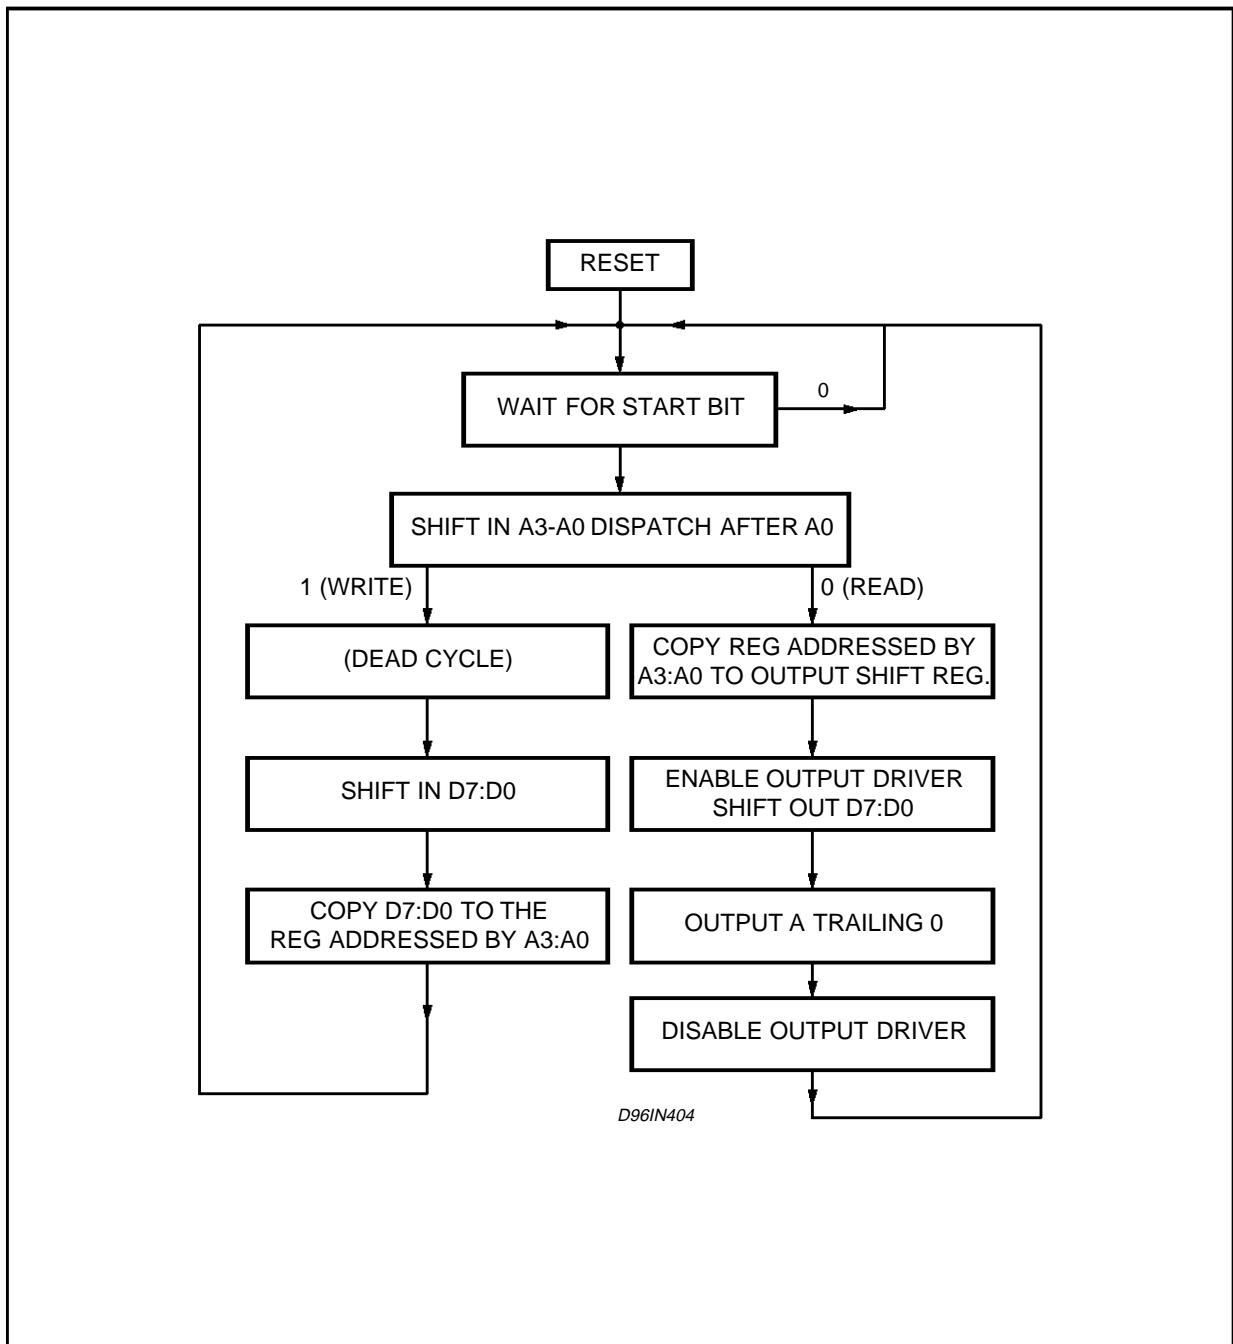 RESET
0
WAIT FOR START BIT
SHIFT IN A3-A0 DISPATCH AFTER A0
1 (WRITE)
0 (READ)
(DEAD CYCLE)
COPY REG ADDRESSED BY
A3:A0 TO OUTPUT SHIFT REG.
SHIFT IN D7:D0
ENABLE OUTPUT DRIVER
SHIFT OUT D7:D0
COPY D7:D0 TO THE
REG ADDRESSED BY A3:A0
OUTPUT A TRAILING 0
DISABLE OUTPUT DRIVER
D96IN404